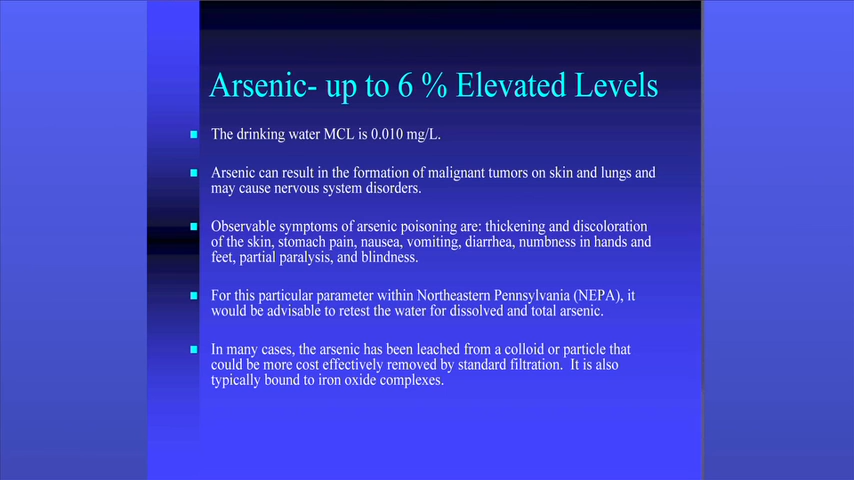 Arsenic- up to 6 % Elevated Levels
The drinking water MCL is 0.010 mg/L.
Arsenic can result in the formation of malignant tumors on skin and lungs and
may cause nervous system disorders.
Observable symptoms of arsenic poisoning are: thickening and discoloration
of the skin, stomach pain, nausea, vomiting, diarrhea, numbness in hands and
feet, partial paralysis, and blindness.
For this particular parameter within Northeastern Pennsylvania (NEPA), it
would be advisable to retest the water for dissolved and total arsenic.
In many cases, the arsenic has been leached from a colloid or particle that
could be more cost effectively removed by standard filtration.  It is also
typically bound to iron oxide complexes.